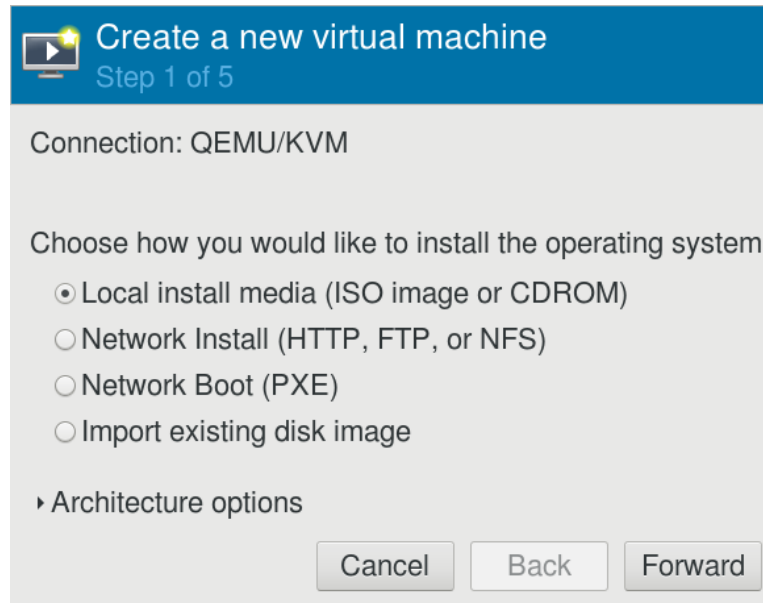 Create a new virtual machine
Step 1 of 5
Connection: QEMU/KVM
Choose how you would like to install the operating system
Local install media (ISO image or CDROM)
Network Install (HTTP, FTP, or NFS)
Network Boot (PXE)
Import existing disk image
Architecture options
Cancel Back Forward